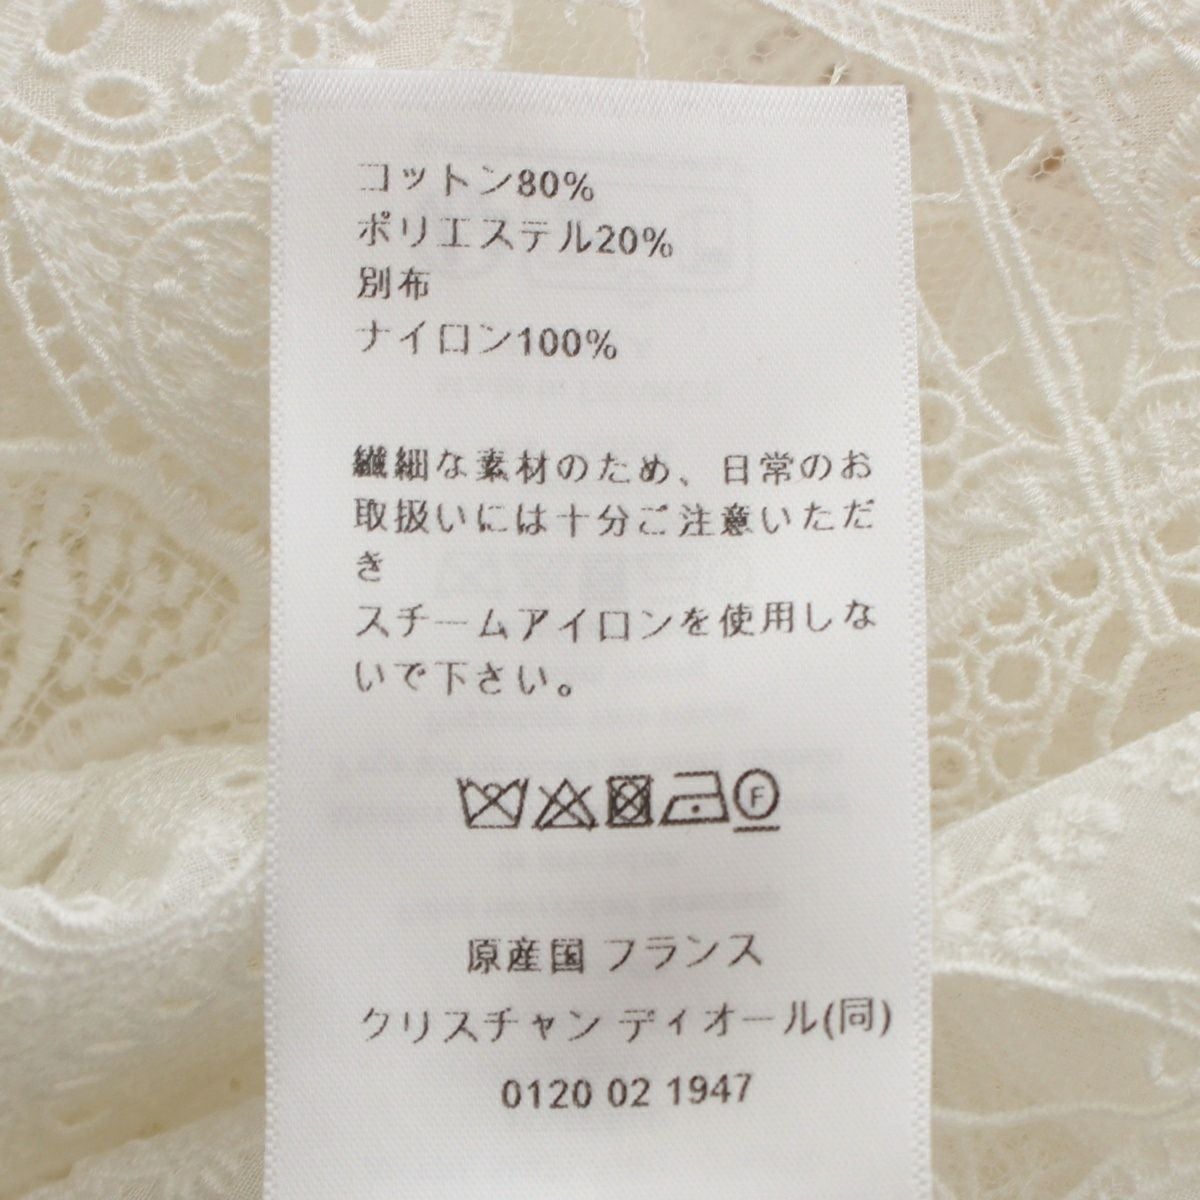 コットン80%
ポリエステル20%
別布
ナイロン100%
繊細な素材のため、日常のお
取扱いには十分ご注意いただ
き
スチームアイロンを使用しな
いで下さい。
F
原産国 フランス
クリスチャン ディオール(同)
0120 02 1947